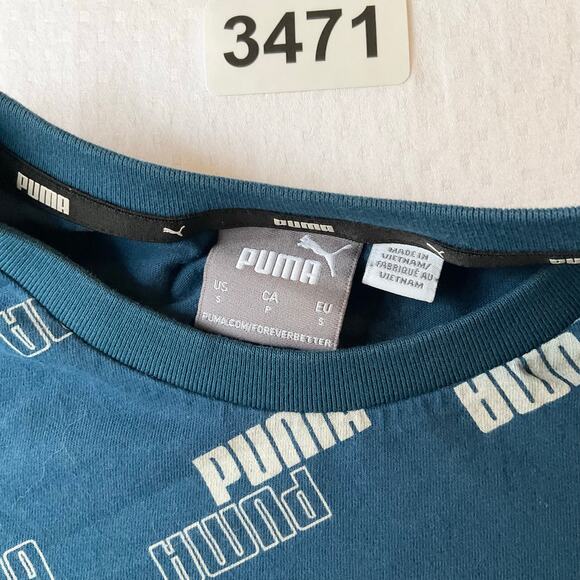 3471
PUMA
PUMA
PUMA
US CA EU
S P S
PUMA.COM/FOREVERBETTER
MADE IN
VIETNAM/
FABRIQUÉ AU
VIETNAM
PUMA
PUMA
PUMA
PUMA